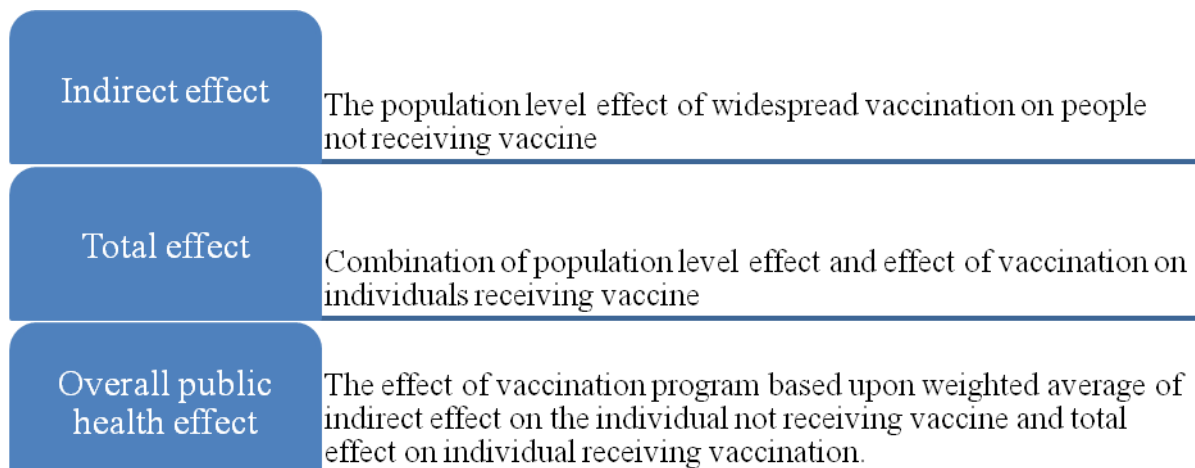 Indirect effect
The population level effect of widespread vaccination on people
not receiving vaccine
Total effect
Combination of population level effect and effect of vaccination on
individuals receiving vaccine
Overall public
health effect
The effect of vaccination program based upon weighted average of
indirect effect on the individual not receiving vaccine and total
effect on individual receiving vaccination.